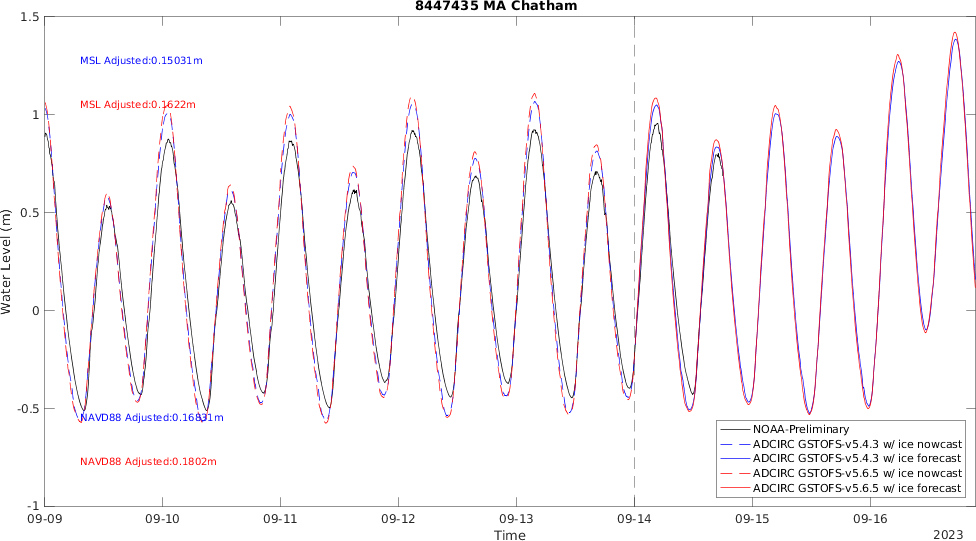 8447435 MA Chatham
1.5
MSL Adjusted:0.15031m
MSL Adjusted:0.1622m
1
0.5
Water Level (m)
0
-0.5
NAVD88 Adjusted:0.16831m
NAVD88 Adjusted:0.1802m
NOAA-Preliminary
ADCIRC GSTOFS-v5.4.3 w/ ice nowcast
ADCIRC GSTOFS-v5.4.3 w/ ice forecast
ADCIRC GSTOFS-v5.6.5 w/ ice nowcast
ADCIRC GSTOFS-v5.6.5 w/ ice forecast
-1
09-09 09-10 09-11 09-12 09-13 09-14 09-15 09-16
Time
2023